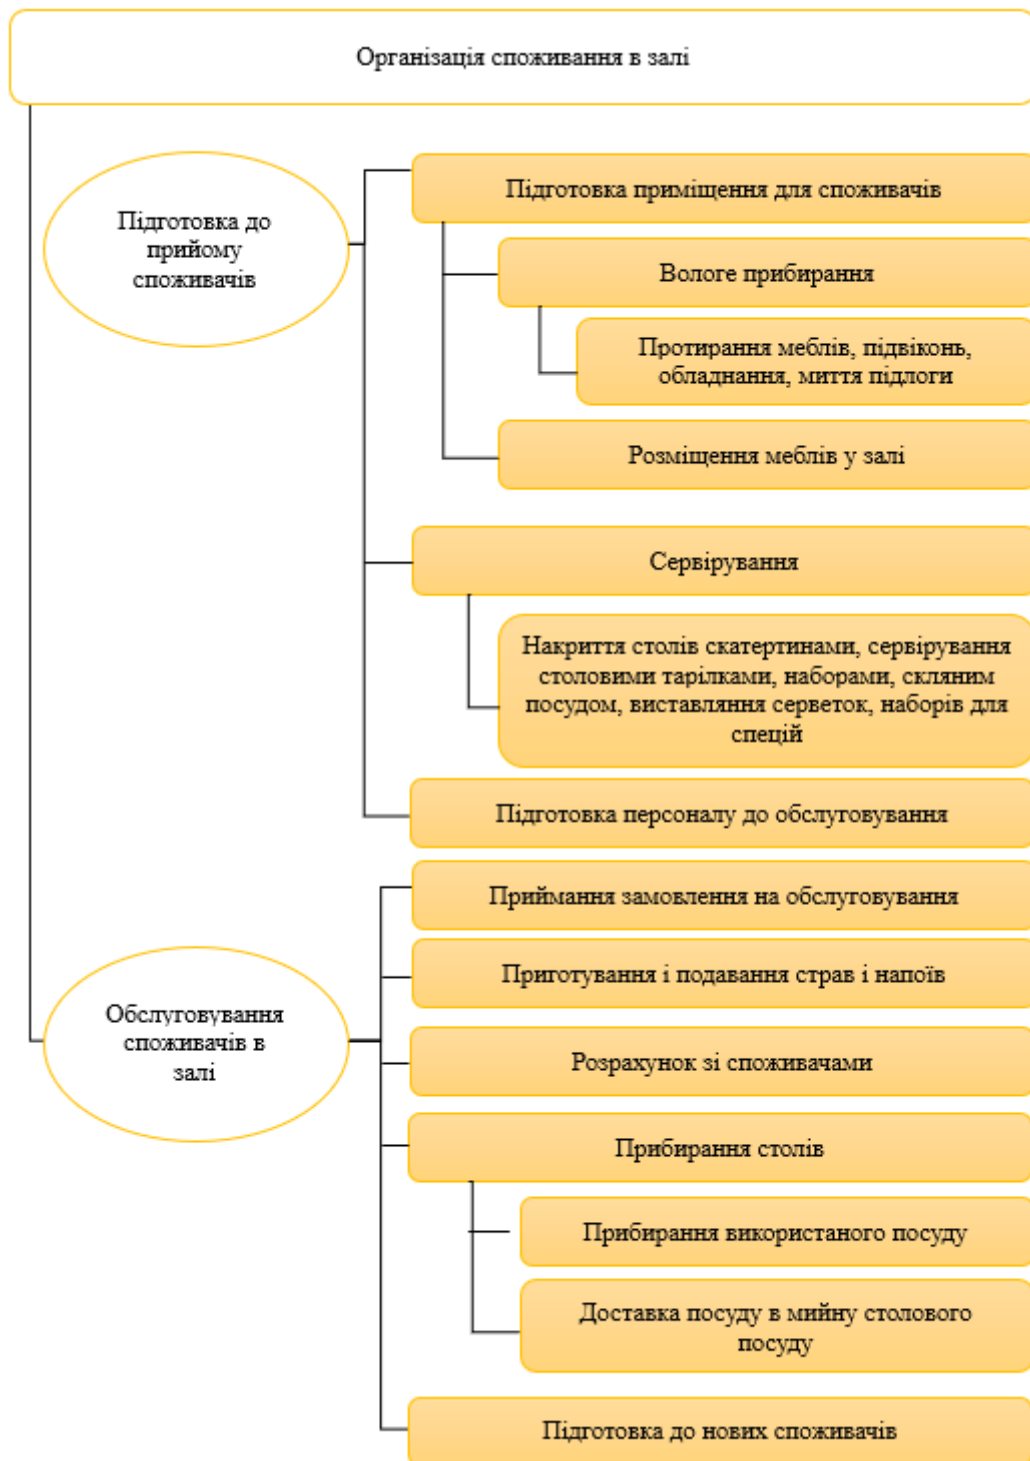 Організація споживання в залі
Підготовка до
прийому
споживачів
Підготовка приміщення для споживачів
Вологе прибирання
Протирання меблів, підвіконь,
обладнання, миття підлоги
Розміщення меблів у залі
Сервірування
Накриття столів скатертинами, сервірування
столовими тарілками, наборами, скляним
посудом, виставляння серветок, наборів для
спецій
Підготовка персоналу до обслуговування
Обслуговування
споживачів в
залі
Приймання замовлення на обслуговування
Приготування і подавання страв і напоїв
Розрахунок зі споживачами
Прибирання столів
Прибирання використаного посуду
Доставка посуду в мийну столового
посуду
Підготовка до нових споживачів